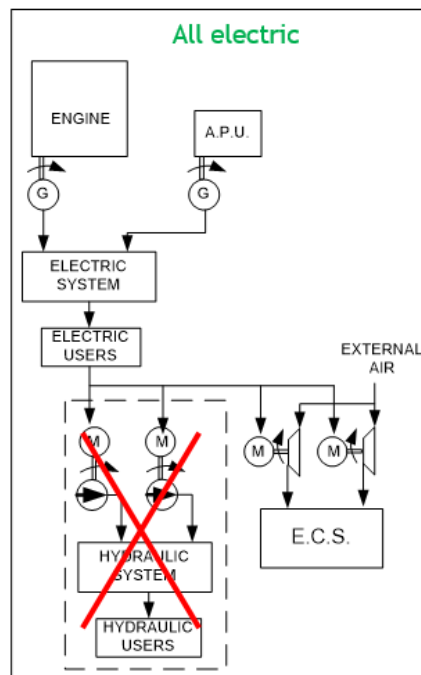 All electric
ENGINE
A.P.U.
G
G
ELECTRIC
SYSTEM
ELECTRIC
USERS
EXTERNAL
AIR
M
M
M
M
E.C.S.
HYDRAULIC
SYSTEM
HYDRAULIC
USERS